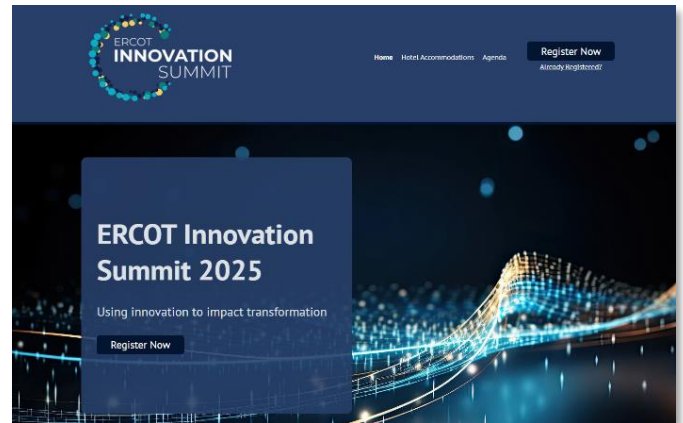 ERCOT
INNOVATION
SUMMIT
Home Hotel Accommodations Agenda
Register Now
Already Registered?
ERCOT Innovation
Summit 2025
Using innovation to impact transformation
Register Now